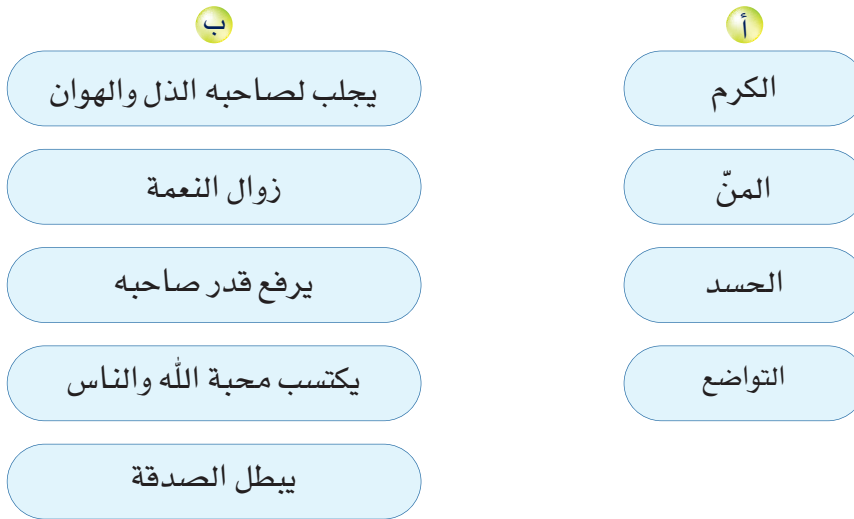 أ
الكرم
المنّ
الحسد
التواضع
ب
يجلب لصاحبه الذل والهوان
زوال النعمة
يرفع قدر صاحبه
يكتسب محبة الله والناس
يبطل الصدقة